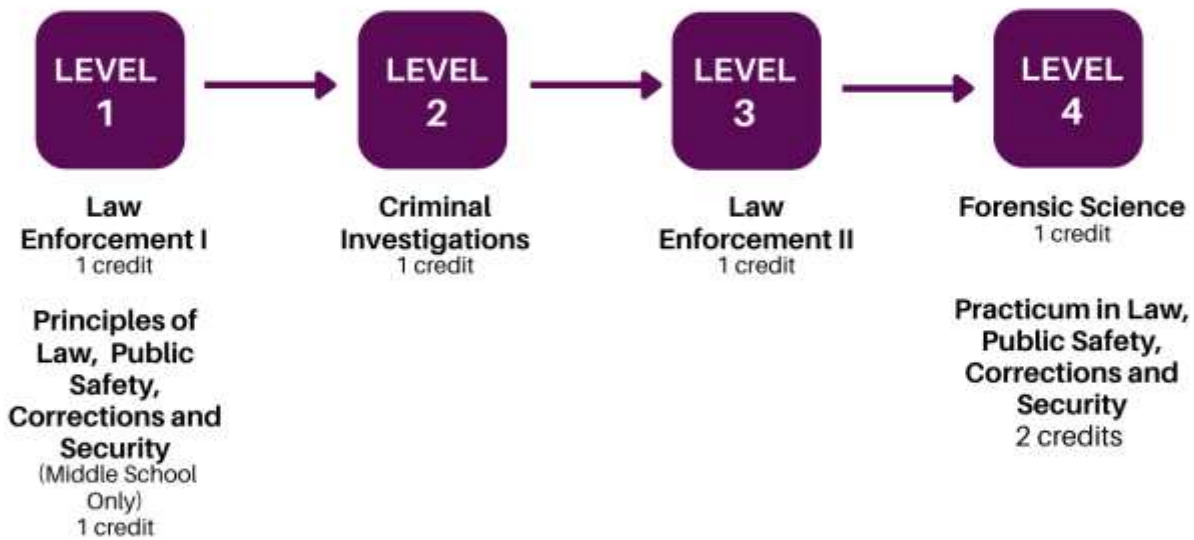 LEVEL
1
LEVEL
2
LEVEL
3
LEVEL
4
Law
Enforcement I
1 credit
Principles of
Law, Public
Safety,
Corrections and
Security
(Middle School
Only)
1 credit
Criminal
Investigations
1 credit
Law
Enforcement II
1 credit
Forensic Science
1 credit
Practicum in Law,
Public Safety,
Corrections and
Security
2 credits